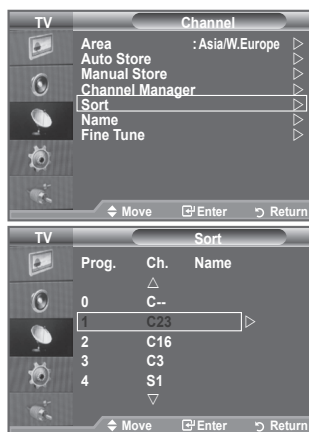 TV Channel
Area : Asia/W.Europe
Auto Store
Manual Store
Channel Manager
Sort
Name
Fine Tune
Move Enter Return
TV Sort
Prog. Ch. Name
0 C--
1 C23
2 C16
3 C3
4 S1
Move Enter Return